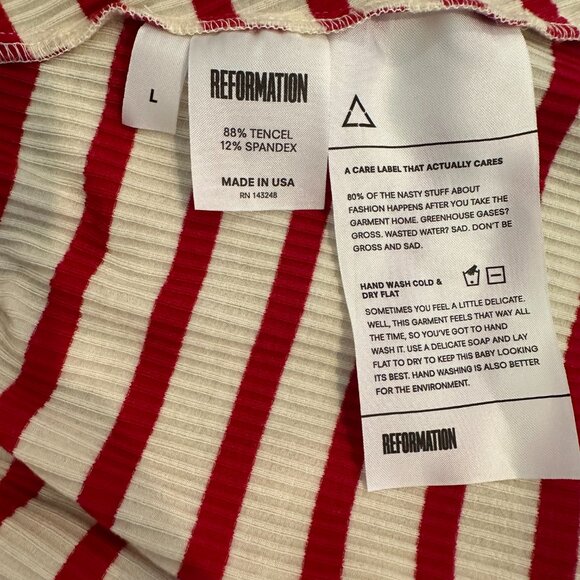 L
REFORMATION
88% TENCEL
12% SPANDEX
MADE IN USA
RN 143248
A CARE LABEL THAT ACTUALLY CARES
80% OF THE NASTY STUFF ABOUT
FASHION HAPPENS AFTER YOU TAKE THE
GARMENT HOME. GREENHOUSE GASES?
GROSS. WASTED WATER? SAD. DON'T BE
GROSS AND SAD.
HAND WASH COLD &
DRY FLAT
SOMETIMES YOU FEEL A LITTLE DELICATE.
WELL, THIS GARMENT FEELS THAT WAY ALL
THE TIME, SO YOU'VE GOT TO HAND
WASH IT. USE A DELICATE SOAP AND LAY
FLAT TO DRY TO KEEP THIS BABY LOOKING
ITS BEST. HAND WASHING IS ALSO BETTER
FOR THE ENVIRONMENT.
REFORMATION